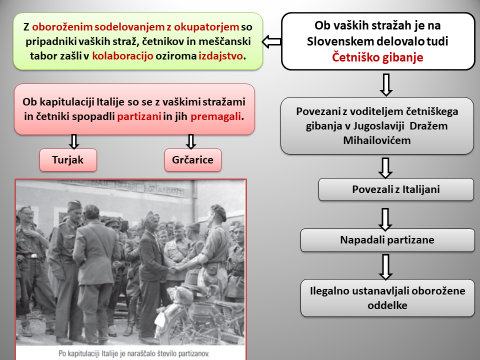 Z oboroženim sodelovanjem z okupatorjem so
pripadniki vaških straž, četnikov in meščanski
tabor zašli v kolaboracijo oziroma izdajstvo.
Ob vaških stražah je na
Slovenskem delovalo tudi
Četniško gibanje
Ob kapitulaciji Italije so se z vaškimi stražami
in četniki spopadli partizani in jih premagali.
Turjak
Grčarice
Povezani z voditeljem četniškega
gibanja v Jugoslaviji Dražem
Mihailovićem
Povezali z Italijani
Napadali partizane
Ilegalno ustanavljali oborožene
oddelke
Po kapitulaciji Italije je naraščalo število partizanov.